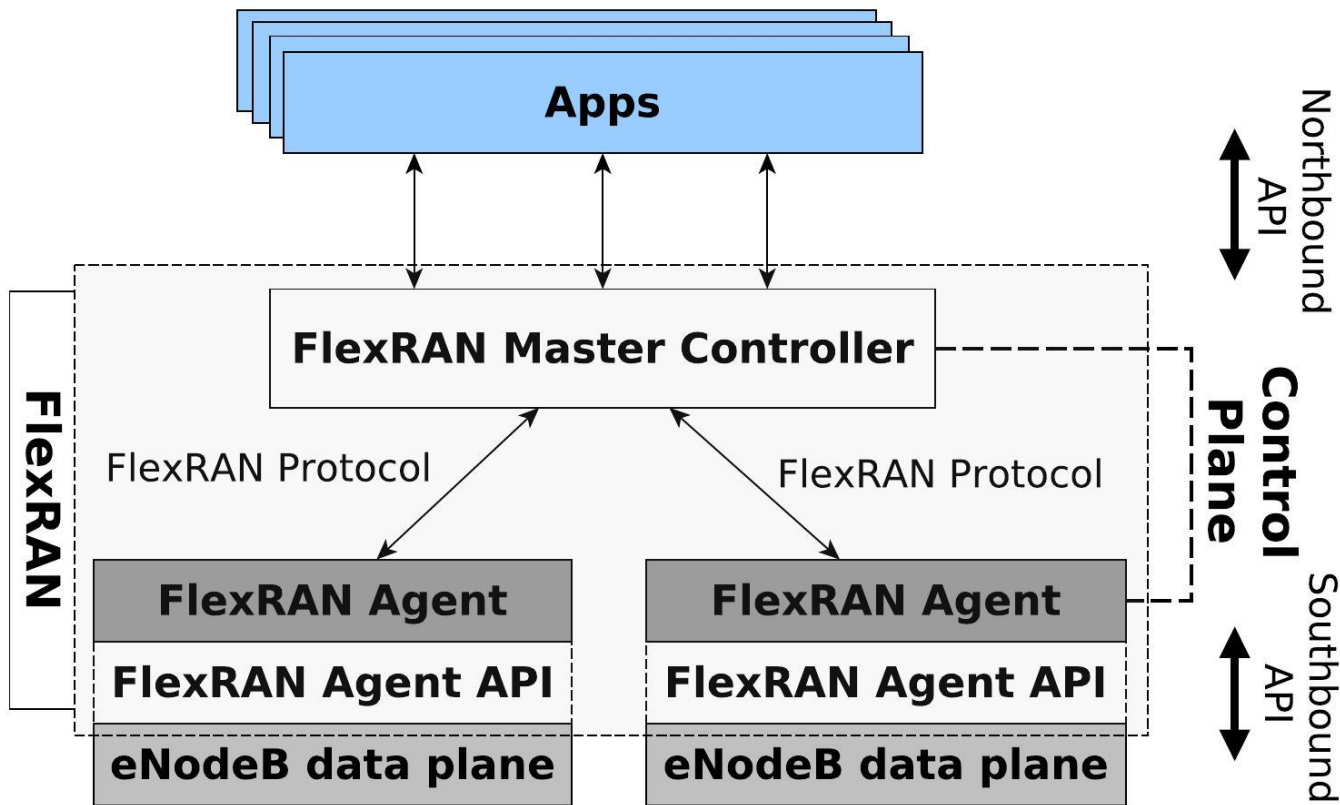 Apps
Northbound
API
FlexRAN Master Controller
FlexRAN
Control
Plane
FlexRAN Protocol
FlexRAN Protocol
FlexRAN Agent
FlexRAN Agent
FlexRAN Agent API
FlexRAN Agent API
Southbound
API
eNodeB data plane
eNodeB data plane